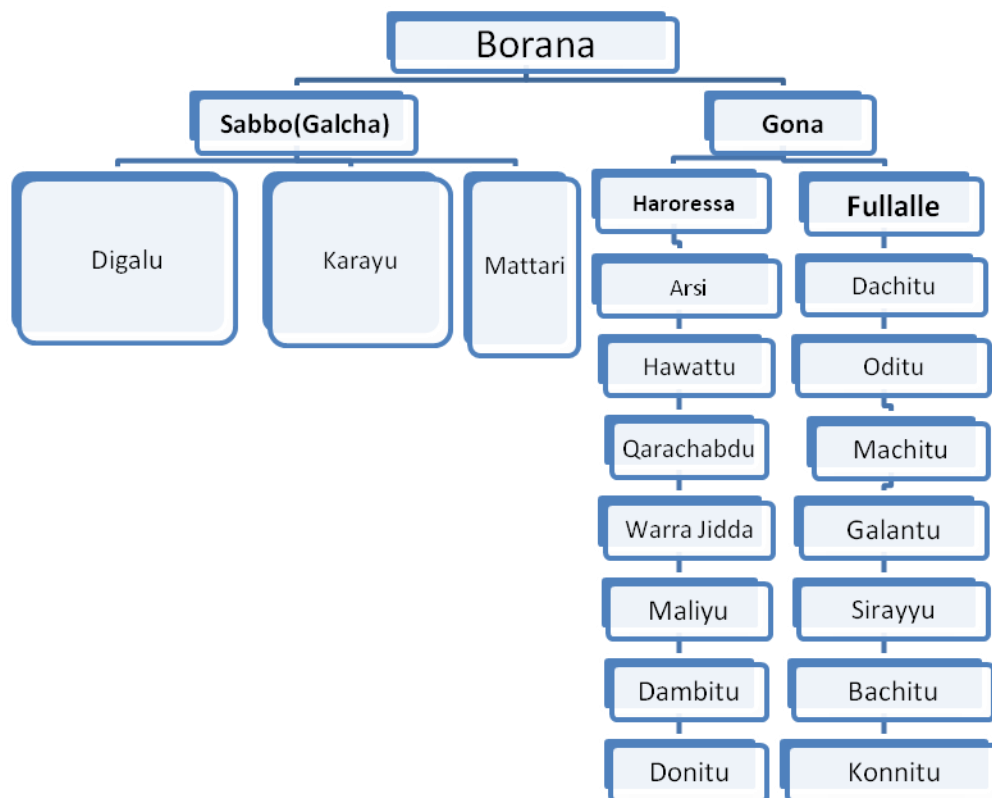 Borana
Sabbo(Galcha)
Gona
Digalu
Karayu
Mattari
Haroressa
Fullalle
Arsi
Dachitu
Hawattu
Oditu
Qarachabdu
Machitu
Warra Jidda
Galantu
Maliyu
Sirayyu
Dambitu
Bachitu
Donitu
Konnitu